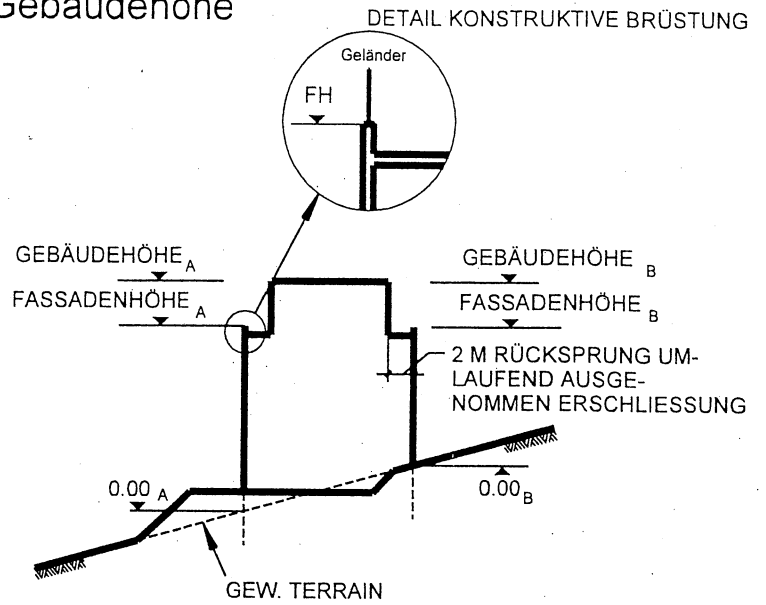 Gebäudehöhe
DETAIL KONSTRUKTIVE BRÜSTUNG
Geländer
FH
GEBÄUDEHÖHE A
FASSADENHÖHE A
GEBÄUDEHÖHE B
FASSADENHÖHE B
2 M RÜCKSPRUNG UM-
LAUFEND AUSGE-
NOMMEN ERSCHLIESSUNG
0.00 A
0.00 B
GEW. TERRAIN